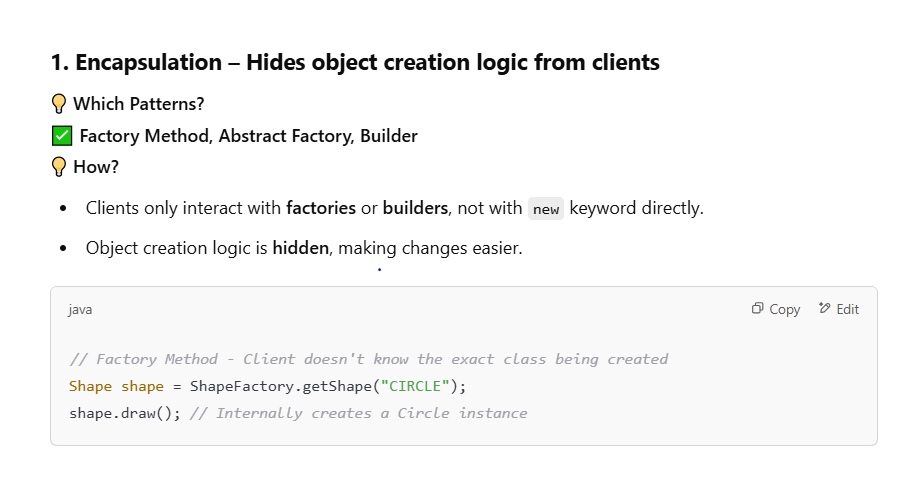 1. Encapsulation – Hides object creation logic from clients
💡 Which Patterns?
✅ Factory Method, Abstract Factory, Builder
💡 How?
• Clients only interact with factories or builders, not with new keyword directly.
• Object creation logic is hidden, making changes easier.
java Copy Edit
// Factory Method - Client doesn't know the exact class being created
Shape shape = ShapeFactory.getShape("CIRCLE");
shape.draw(); // Internally creates a Circle instance